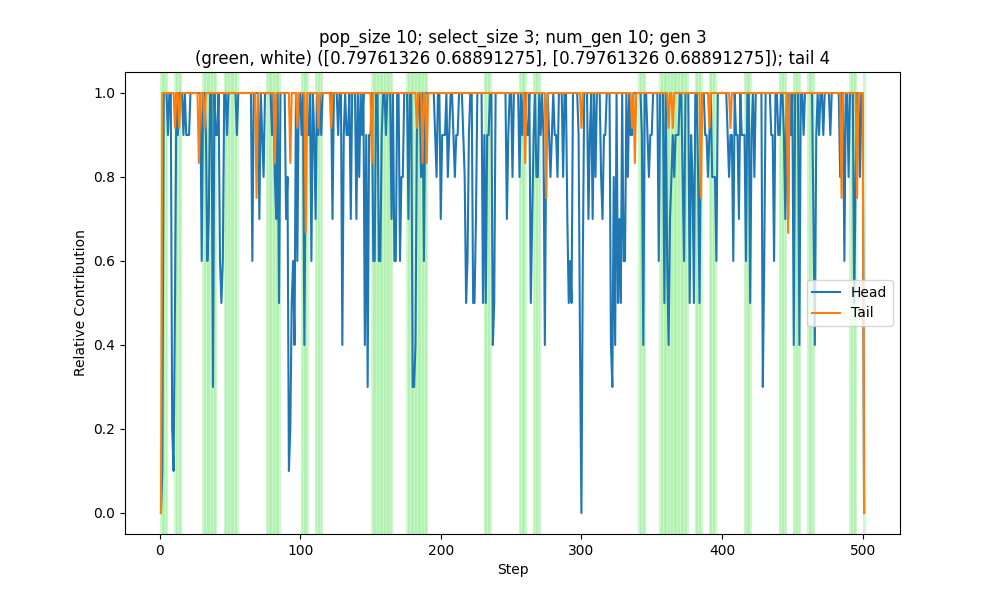 pop_size 10; select_size 3; num_gen 10; gen 3
(green, white) ([0.79761326 0.68891275], [0.79761326 0.68891275]); tail 4
1.0
0.8
0.6
0.4
0.2
0.0
Relative Contribution
Head
Tail
0 100 200 300 400 500
Step